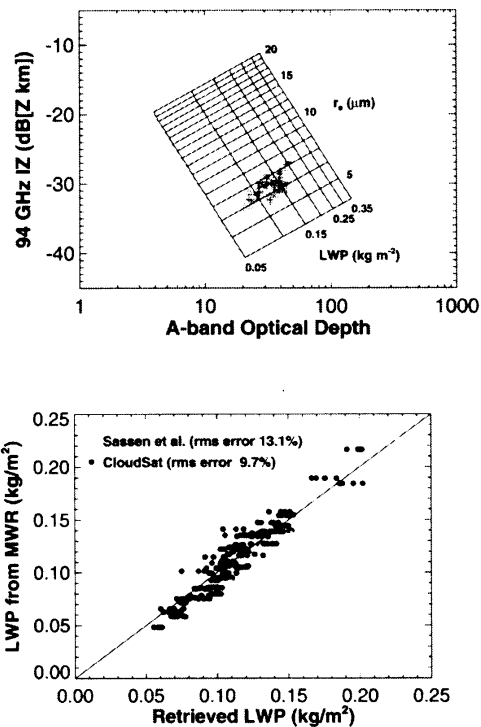 94 GHz IZ (dB[Z km])
-10
-20
-30
-40
20
15
10
5
rₑ (μm)
0.35
0.25
0.15
0.05
LWP (kg m⁻²)
1 10 100 1000
A-band Optical Depth
LWP from MWR (kg/m²)
0.25
0.20
0.15
0.10
0.05
0.00
Sassen et al. (rms error 13.1%)
CloudSat (rms error 9.7%)
0.00 0.05 0.10 0.15 0.20 0.25
Retrieved LWP (kg/m²)